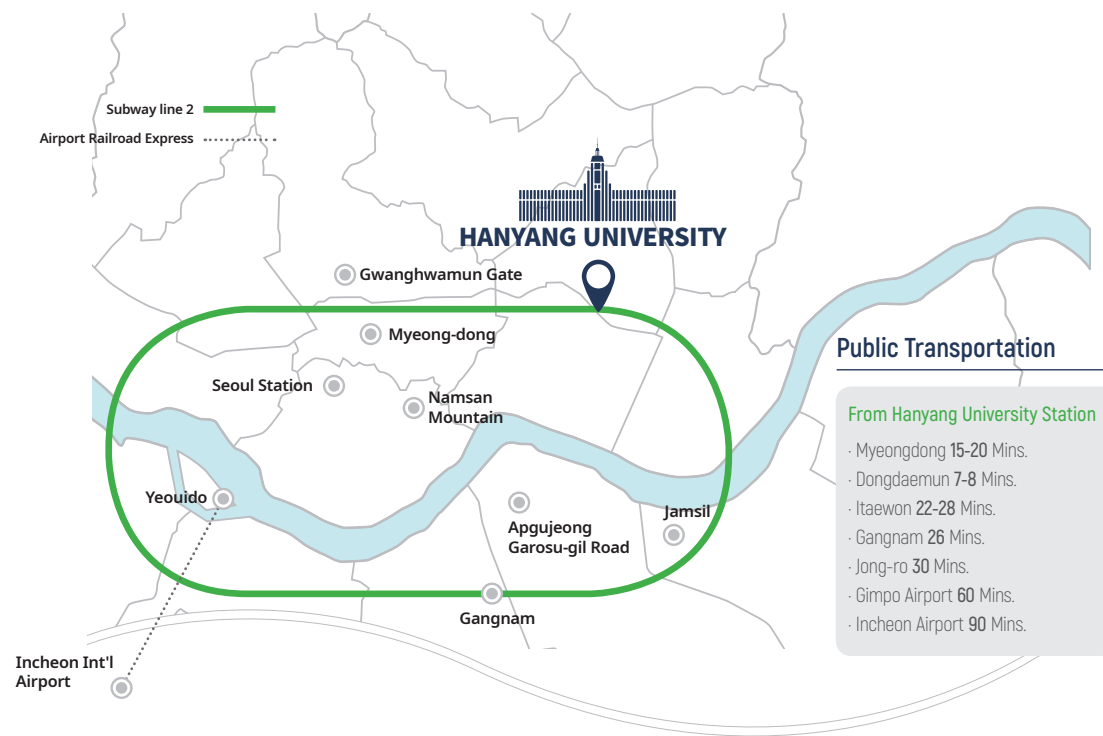 Subway line 2
Airport Railroad Express
HANYANG UNIVERSITY
Gwanghwamun Gate
Myeong-dong
Seoul Station
Namsan
Mountain
Yeouido
Apgujeong
Garosu-gil Road
Jamsil
Gangnam
Incheon Int'l
Airport
Public Transportation
From Hanyang University Station
· Myeongdong 15-20 Mins.
· Dongdaemun 7-8 Mins.
· Itaewon 22-28 Mins.
· Gangnam 26 Mins.
· Jong-ro 30 Mins.
· Gimpo Airport 60 Mins.
· Incheon Airport 90 Mins.